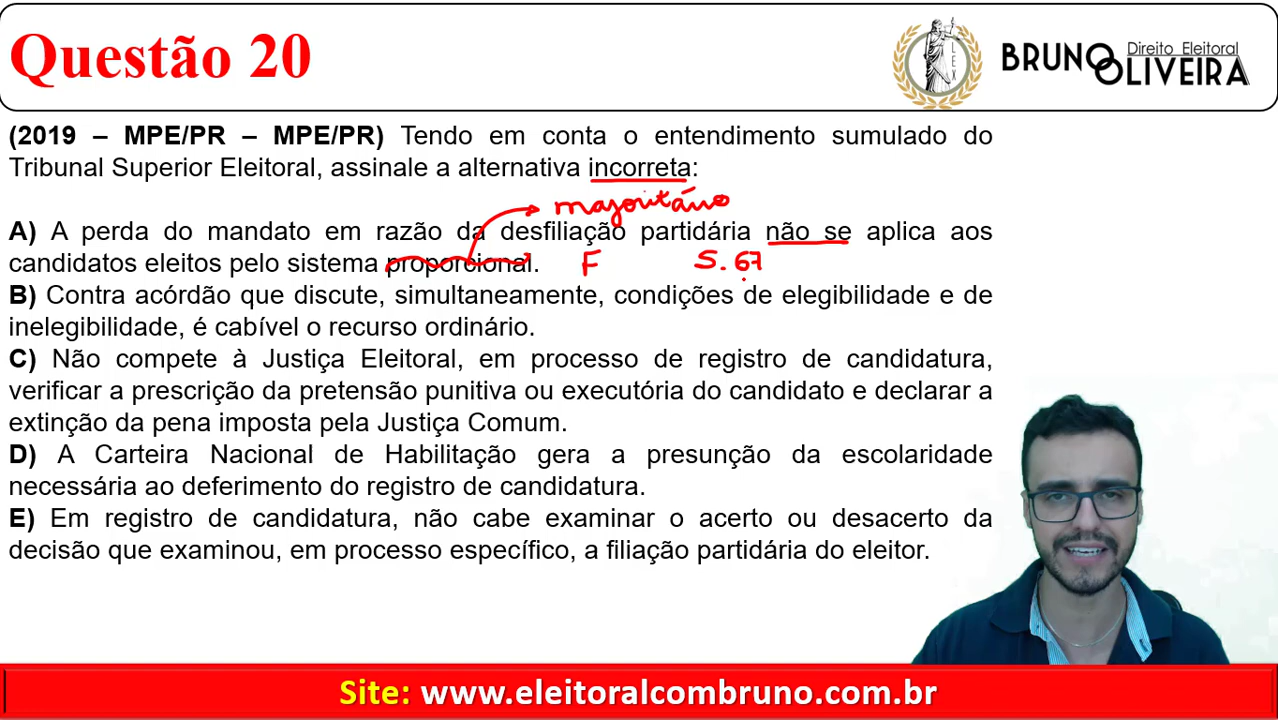 Questão 20
LEX
BRUNO OLIVEIRA
Direito Eleitoral
(2019 – MPE/PR – MPE/PR) Tendo em conta o entendimento sumulado do
Tribunal Superior Eleitoral, assinale a alternativa incorreta:
majoritário
A) A perda do mandato em razão da desfiliação partidária não se aplica aos
candidatos eleitos pelo sistema proporcional. F S. 67
B) Contra acórdão que discute, simultaneamente, condições de elegibilidade e de
inelegibilidade, é cabível o recurso ordinário.
C) Não compete à Justiça Eleitoral, em processo de registro de candidatura,
verificar a prescrição da pretensão punitiva ou executória do candidato e declarar a
extinção da pena imposta pela Justiça Comum.
D) A Carteira Nacional de Habilitação gera a presunção da escolaridade
necessária ao deferimento do registro de candidatura.
E) Em registro de candidatura, não cabe examinar o acerto ou desacerto da
decisão que examinou, em processo específico, a filiação partidária do eleitor.
Site: www.eleitoralcombruno.com.br